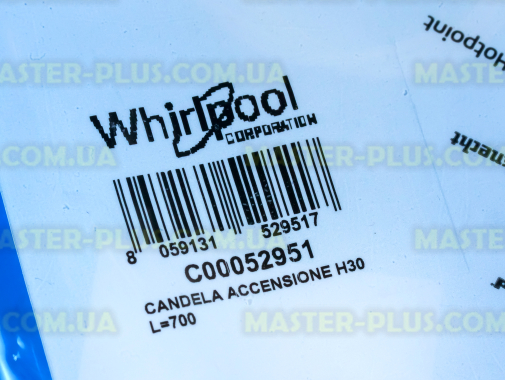 Whirlpool
CORPORATION
8 059131 529517
C00052951
CANDELA ACCENSIONE H30
L=700
Hotpoint
MASTER-PLUS.COM.UA